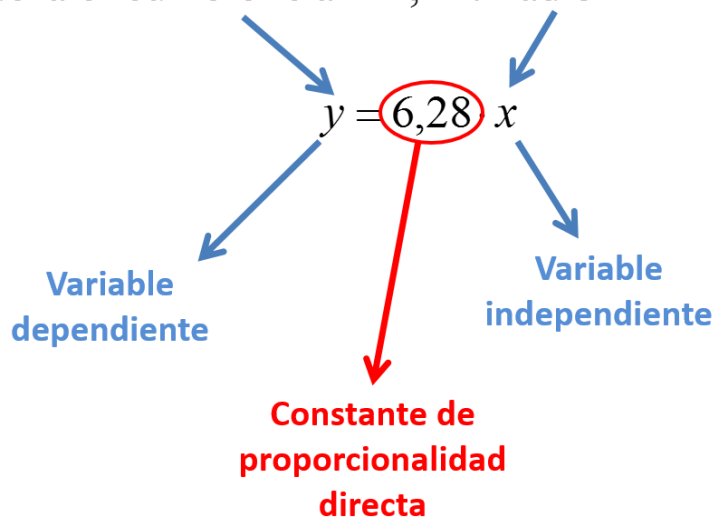 y = 6,28 · x
Variable
dependiente
Variable
independiente
Constante de
proporcionalidad
directa